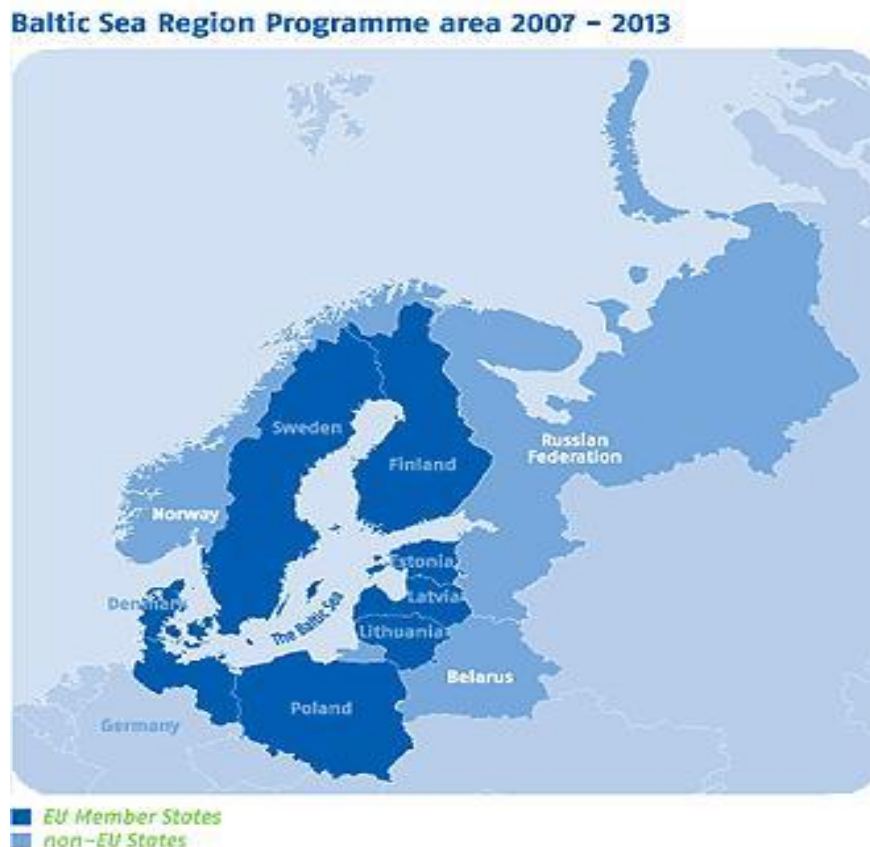 Baltic Sea Region Programme area 2007 – 2013
Sweden
Finland
Russian
Federation
Norway
Estonia
Denmark
Latvia
The Baltic Sea
Lithuania
Belarus
Poland
Germany
EU Member States
non-EU States